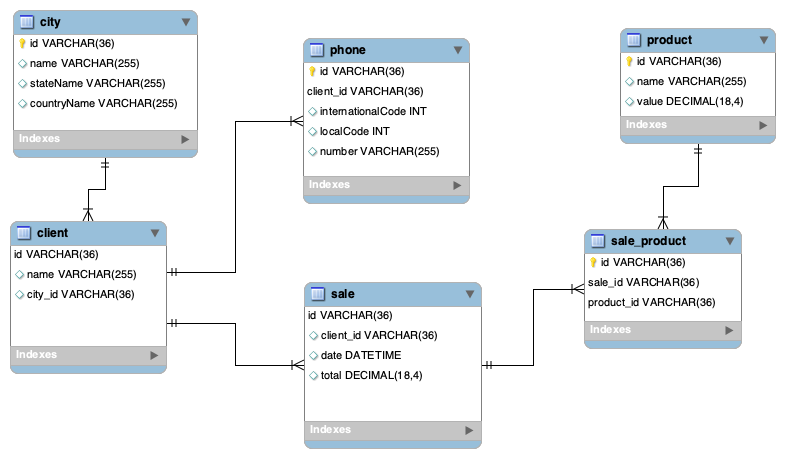 city
id VARCHAR(36)
name VARCHAR(255)
stateName VARCHAR(255)
countryName VARCHAR(255)
Indexes
phone
id VARCHAR(36)
client_id VARCHAR(36)
internationalCode INT
localCode INT
number VARCHAR(255)
Indexes
product
id VARCHAR(36)
name VARCHAR(255)
value DECIMAL(18,4)
Indexes
client
id VARCHAR(36)
name VARCHAR(255)
city_id VARCHAR(36)
Indexes
sale
id VARCHAR(36)
client_id VARCHAR(36)
date DATETIME
total DECIMAL(18,4)
Indexes
sale_product
id VARCHAR(36)
sale_id VARCHAR(36)
product_id VARCHAR(36)
Indexes